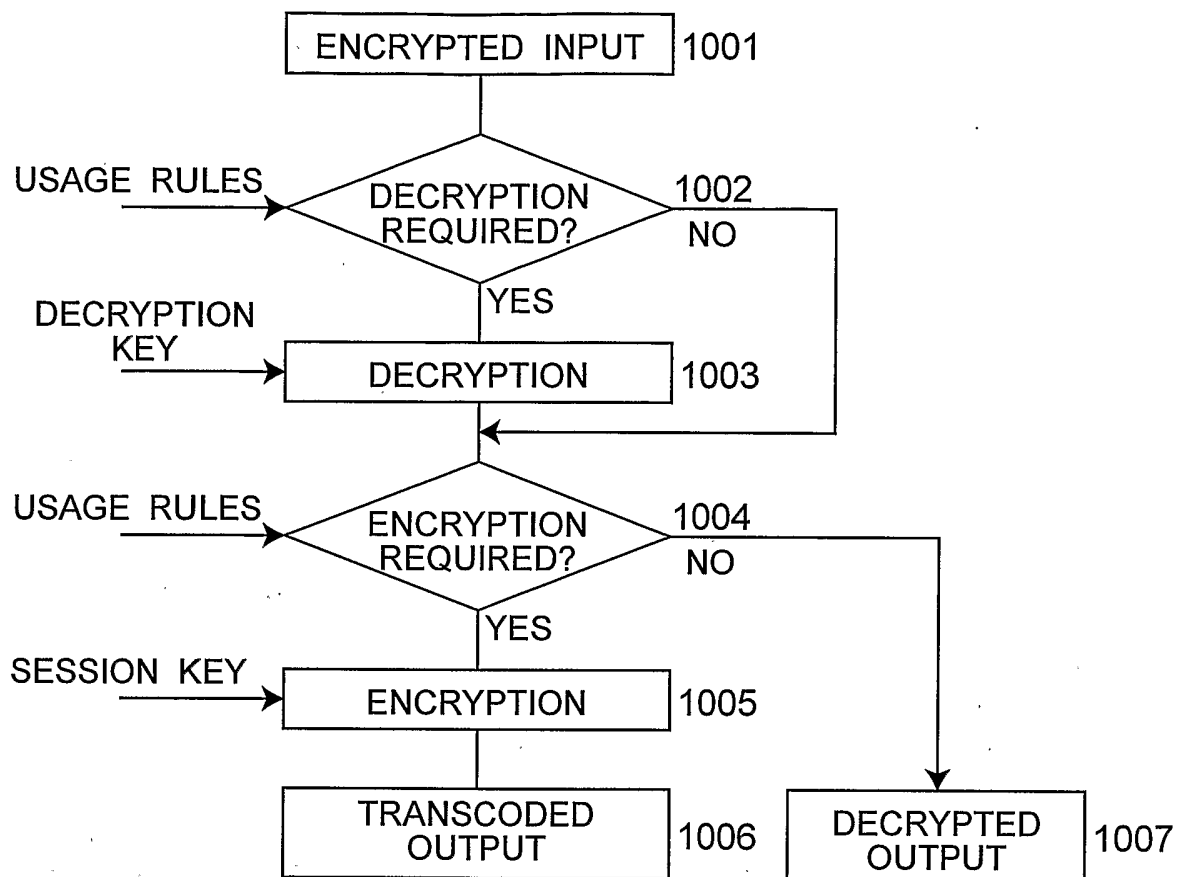 ENCRYPTED INPUT 1001
USAGE RULES
DECRYPTION
REQUIRED?
1002
NO
YES
DECRYPTION
KEY
DECRYPTION 1003
USAGE RULES
ENCRYPTION
REQUIRED?
1004
NO
YES
SESSION KEY
ENCRYPTION 1005
TRANSCODED
OUTPUT
1006
DECRYPTED
OUTPUT
1007